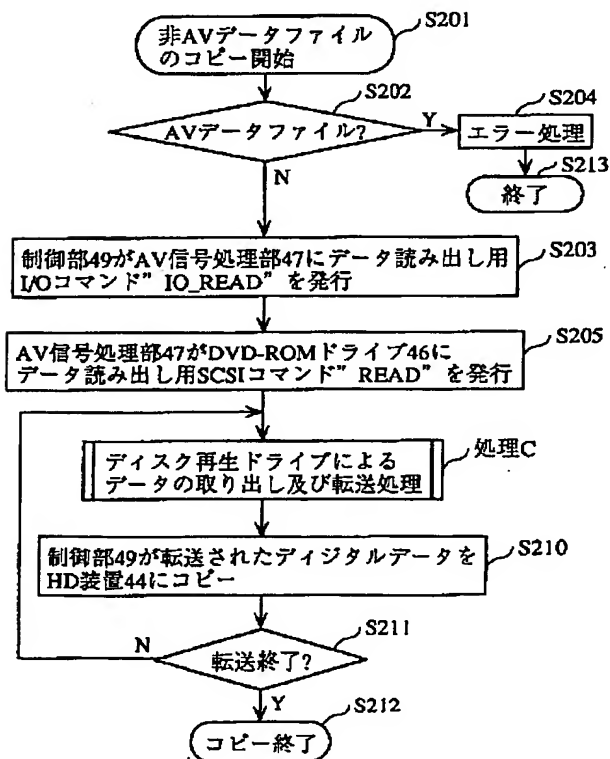 非AVデータファイル
のコピー開始
S201
S202
AVデータファイル?
Y
S204
エラー処理
S213
終了
N
制御部49がAV信号処理部47にデータ読み出し用
I/Oコマンド”IO_READ”を発行
S203
AV信号処理部47がDVD-ROMドライブ46に
データ読み出し用SCSIコマンド”READ”を発行
S205
ディスク再生ドライブによる
データの取り出し及び転送処理
処理C
制御部49が転送されたディジタルデータを
HD装置44にコピー
S210
S211
N
転送終了?
Y
S212
コピー終了